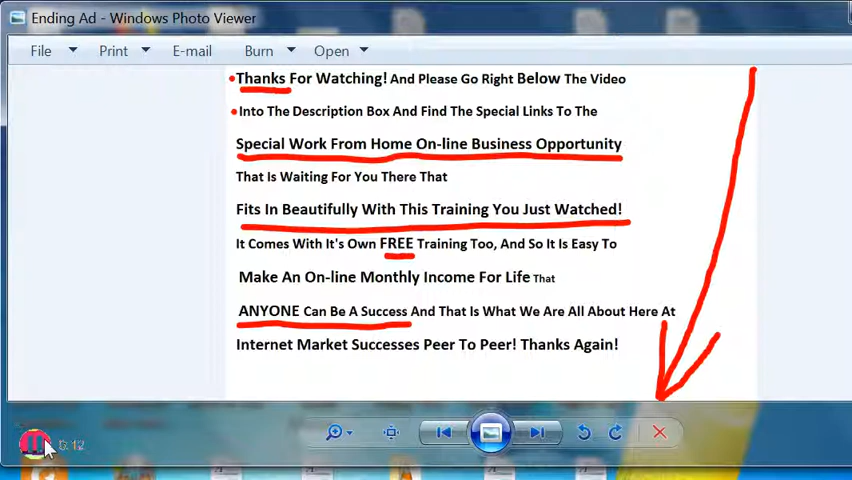 Ending Ad - Windows Photo Viewer
File Print E-mail Burn Open
Thanks For Watching! And Please Go Right Below The Video
Into The Description Box And Find The Special Links To The
Special Work From Home On-line Business Opportunity
That Is Waiting For You There That
Fits In Beautifully With This Training You Just Watched!
It Comes With It's Own FREE Training Too, And So It Is Easy To
Make An On-line Monthly Income For Life That
ANYONE Can Be A Success And That Is What We Are All About Here At
Internet Market Successes Peer To Peer! Thanks Again!